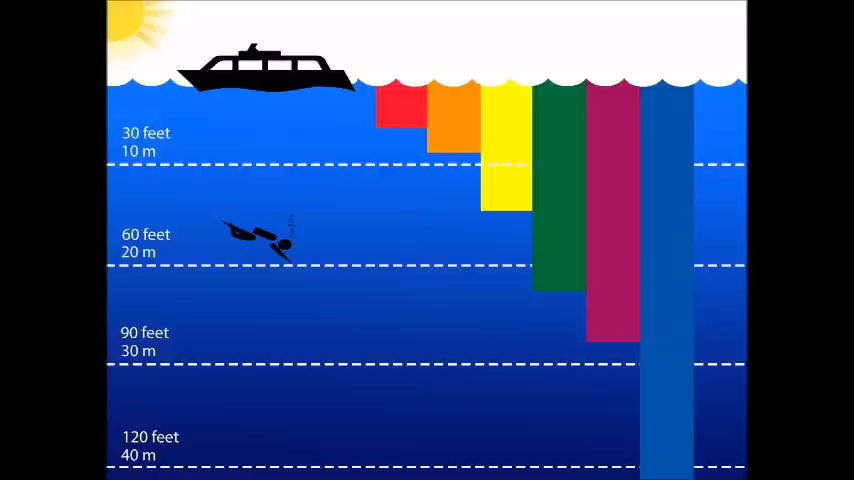 30 feet
10 m
60 feet
20 m
90 feet
30 m
120 feet
40 m